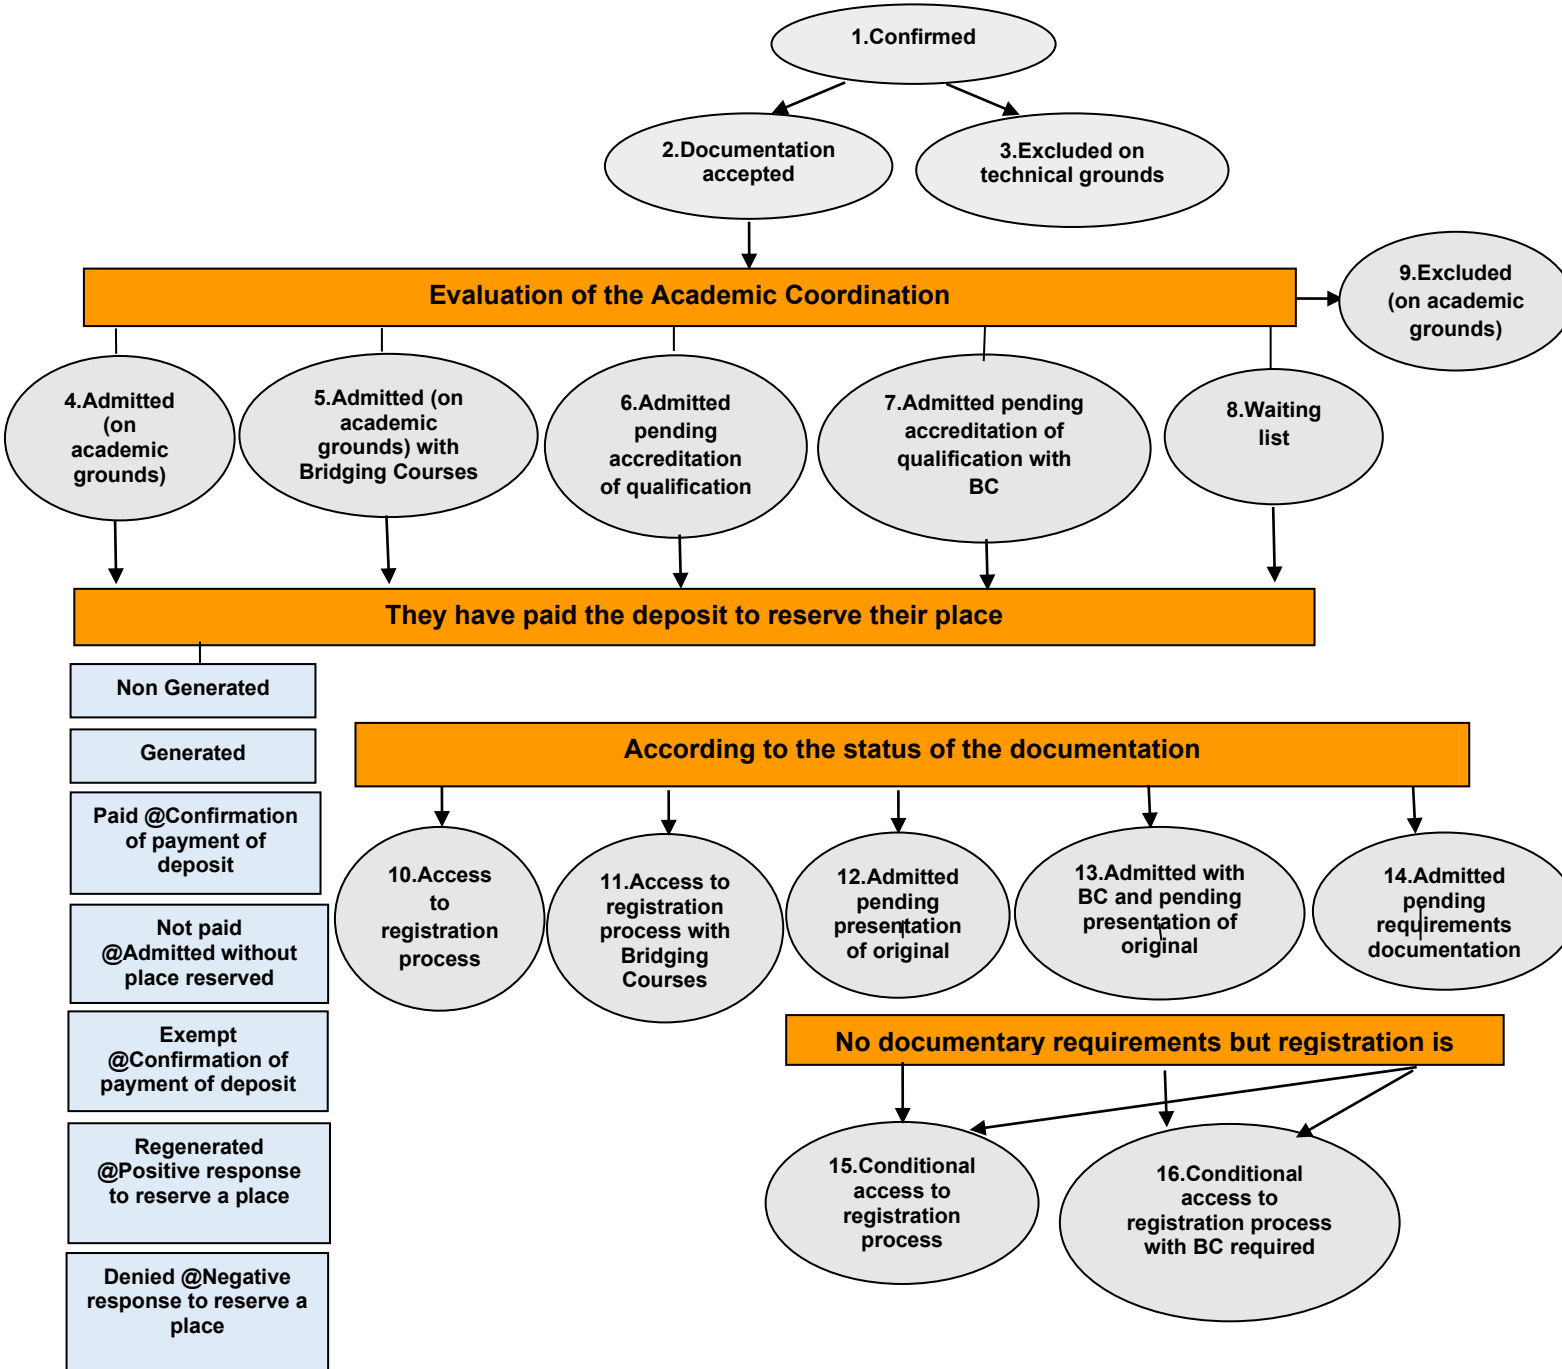 1.Confirmed
2.Documentation
accepted
3.Excluded on
technical grounds
Evaluation of the Academic Coordination
9.Excluded
(on academic
grounds)
4.Admitted
(on
academic
grounds)
5.Admitted (on
academic
grounds) with
Bridging Courses
6.Admitted
pending
accreditation
of qualification
7.Admitted pending
accreditation of
qualification with
BC
8.Waiting
list
They have paid the deposit to reserve their place
Non Generated
Generated
Paid @Confirmation
of payment of
deposit
Not paid
@Admitted without
place reserved
Exempt
@Confirmation of
payment of deposit
Regenerated
@Positive response
to reserve a place
Denied @Negative
response to reserve a
place
According to the status of the documentation
10.Access
to
registration
process
11.Access to
registration
process with
Bridging
Courses
12.Admitted
pending
presentation
of original
13.Admitted with
BC and pending
presentation of
original
14.Admitted
pending
requirements
documentation
No documentary requirements but registration is
15.Conditional
access to
registration
process
16.Conditional
access to
registration process
with BC required